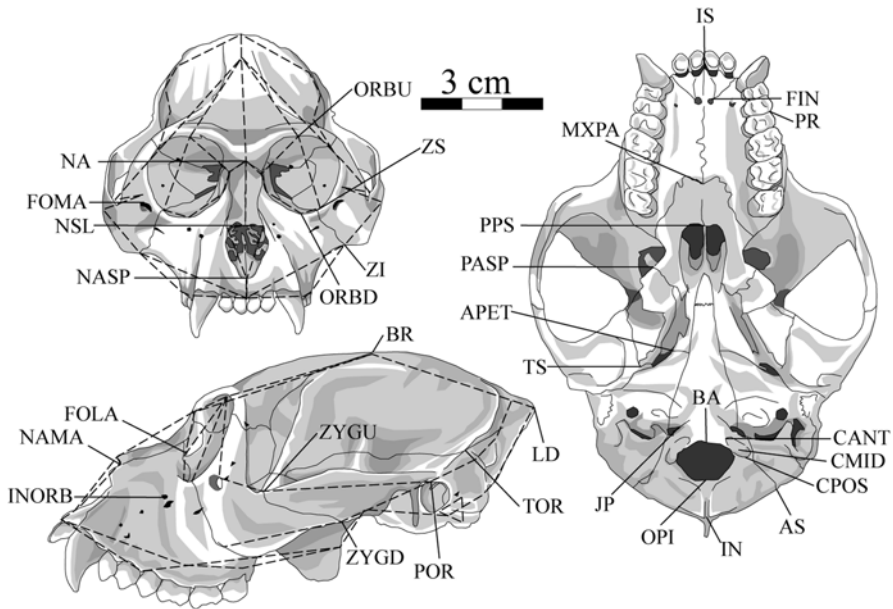 IS
3 cm
ORBU
FIN
PR
MXPA
NA
ZS
FOMA
NSL
PPS
PASP
NASP
ZI
ORBD
APET
BR
TS
BA
FOLA
NAMA
ZYGU
LD
CANT
CMID
CPOS
INORB
TOR
JP
AS
OPI
IN
ZYGD
POR